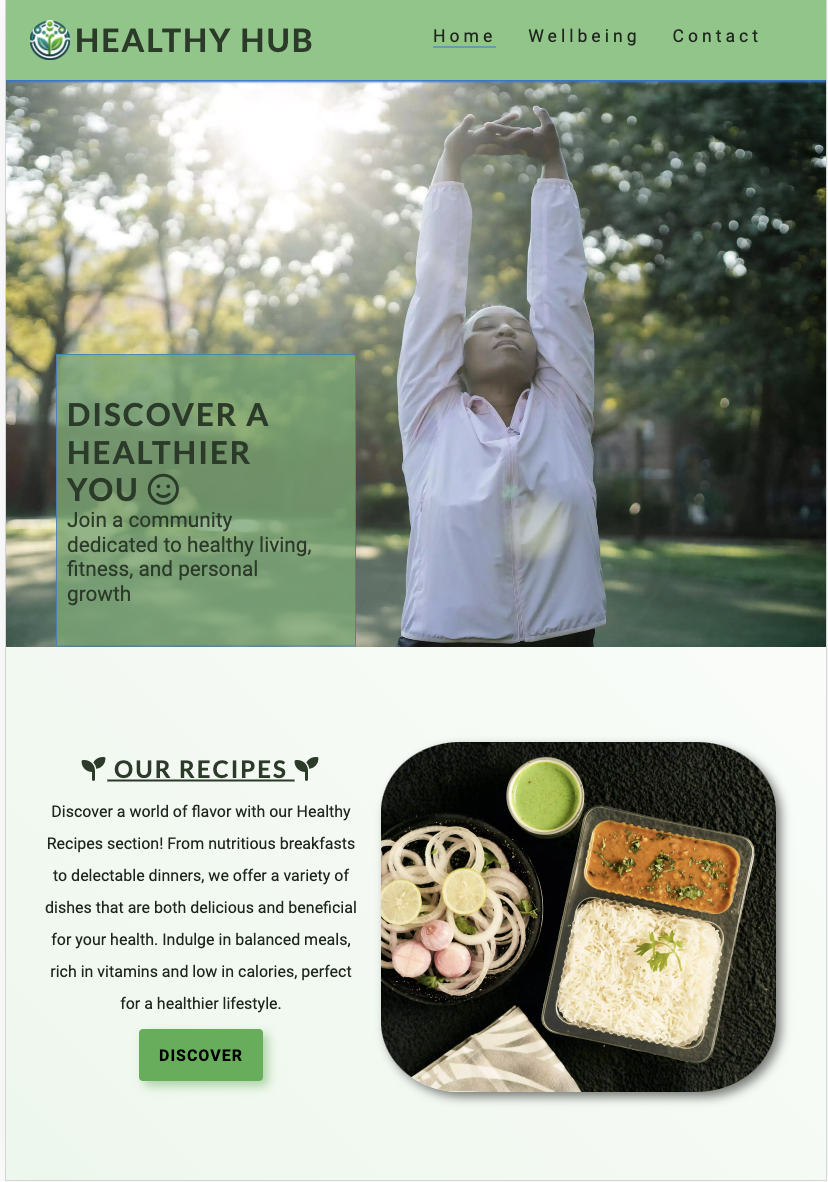 HEALTHY HUB
Home Wellbeing Contact
DISCOVER A
HEALTHIER
YOU
Join a community
dedicated to healthy living,
fitness, and personal
growth
OUR RECIPES
Discover a world of flavor with our Healthy
Recipes section! From nutritious breakfasts
to delectable dinners, we offer a variety of
dishes that are both delicious and beneficial
for your health. Indulge in balanced meals,
rich in vitamins and low in calories, perfect
for a healthier lifestyle.
DISCOVER